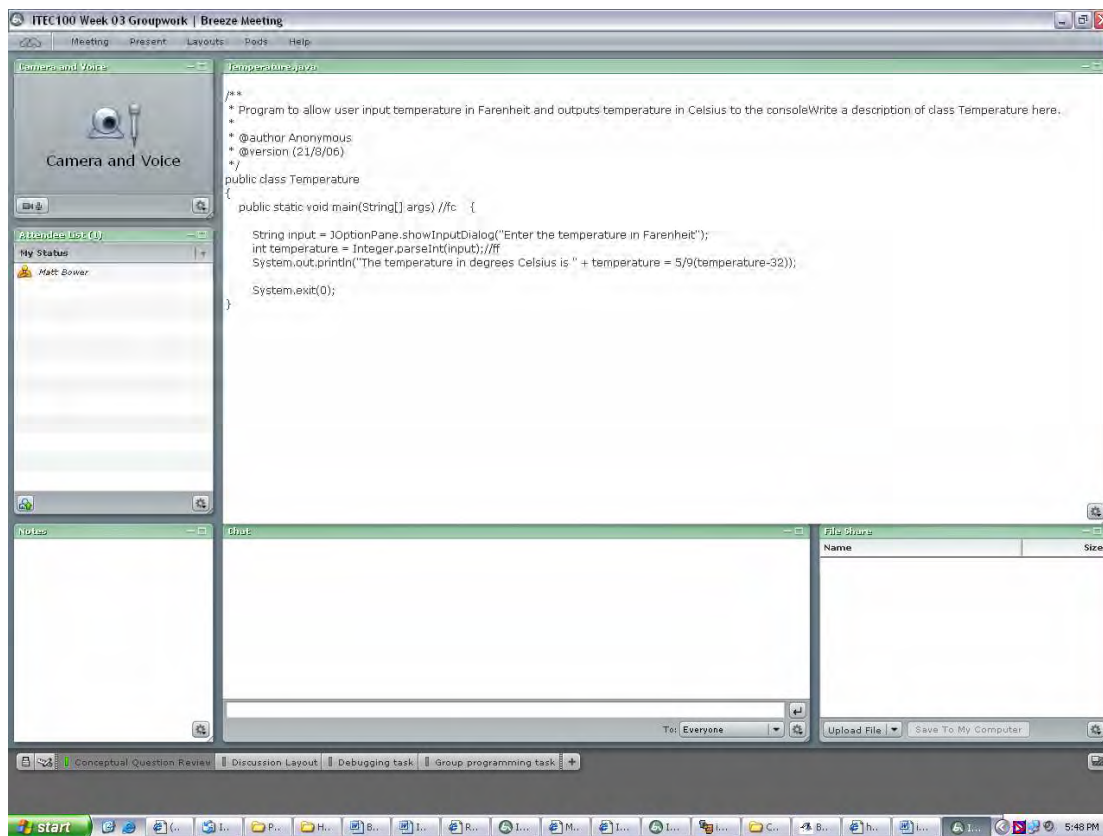 ITEC100 Week 03 Groupwork | Breeze Meeting
Meeting Present Layouts Pods Help
Camera and Voice
Camera and Voice
Attendee List (1)
My Status
Matt Bower
Temperature.java
/**
* Program to allow user input temperature in Farenheit and outputs temperature in Celsius to the consoleWrite a description of class Temperature here.
*
* @author Anonymous
* @version (21/8/06)
*/
public class Temperature
{
public static void main(String[] args) //fc {
String input = JOptionPane.showInputDialog("Enter the temperature in Farenheit");
int temperature = Integer.parseInt(input);//ff
System.out.println("The temperature in degrees Celsius is " + temperature = 5/9(temperature-32));
System.exit(0);
}
Notes
Chat
To: Everyone
File Share
Name Size
Upload File Save To My Computer
Conceptual Question Review Discussion Layout Debugging task Group programming task +
start (.. I.. P.. H.. B.. I.. R.. I... M.. I... I... i... C... B.. h.. i... I... 5:48 PM